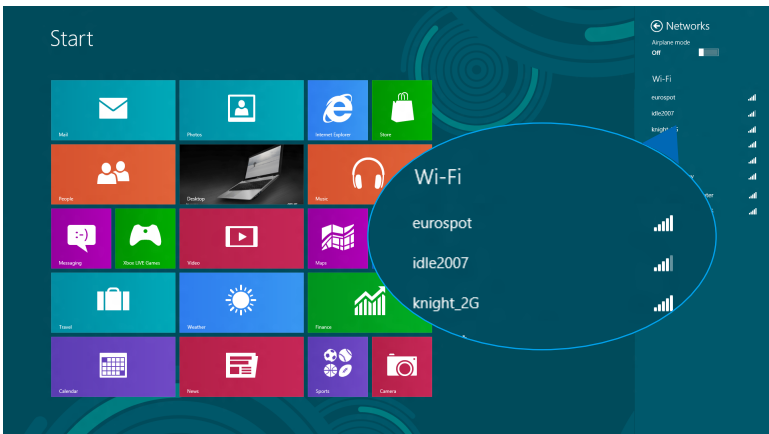 Start
Mail
Photos
Internet Explorer
Store
People
Desktop
Music
Messaging
Xbox LIVE Games
Video
Maps
Travel
Weather
Finance
Calendar
News
Sports
Camera
Networks
Airplane mode
Off
Wi-Fi
eurospot
idle2007
knight_2G
Wi-Fi
eurospot
idle2007
knight_2G